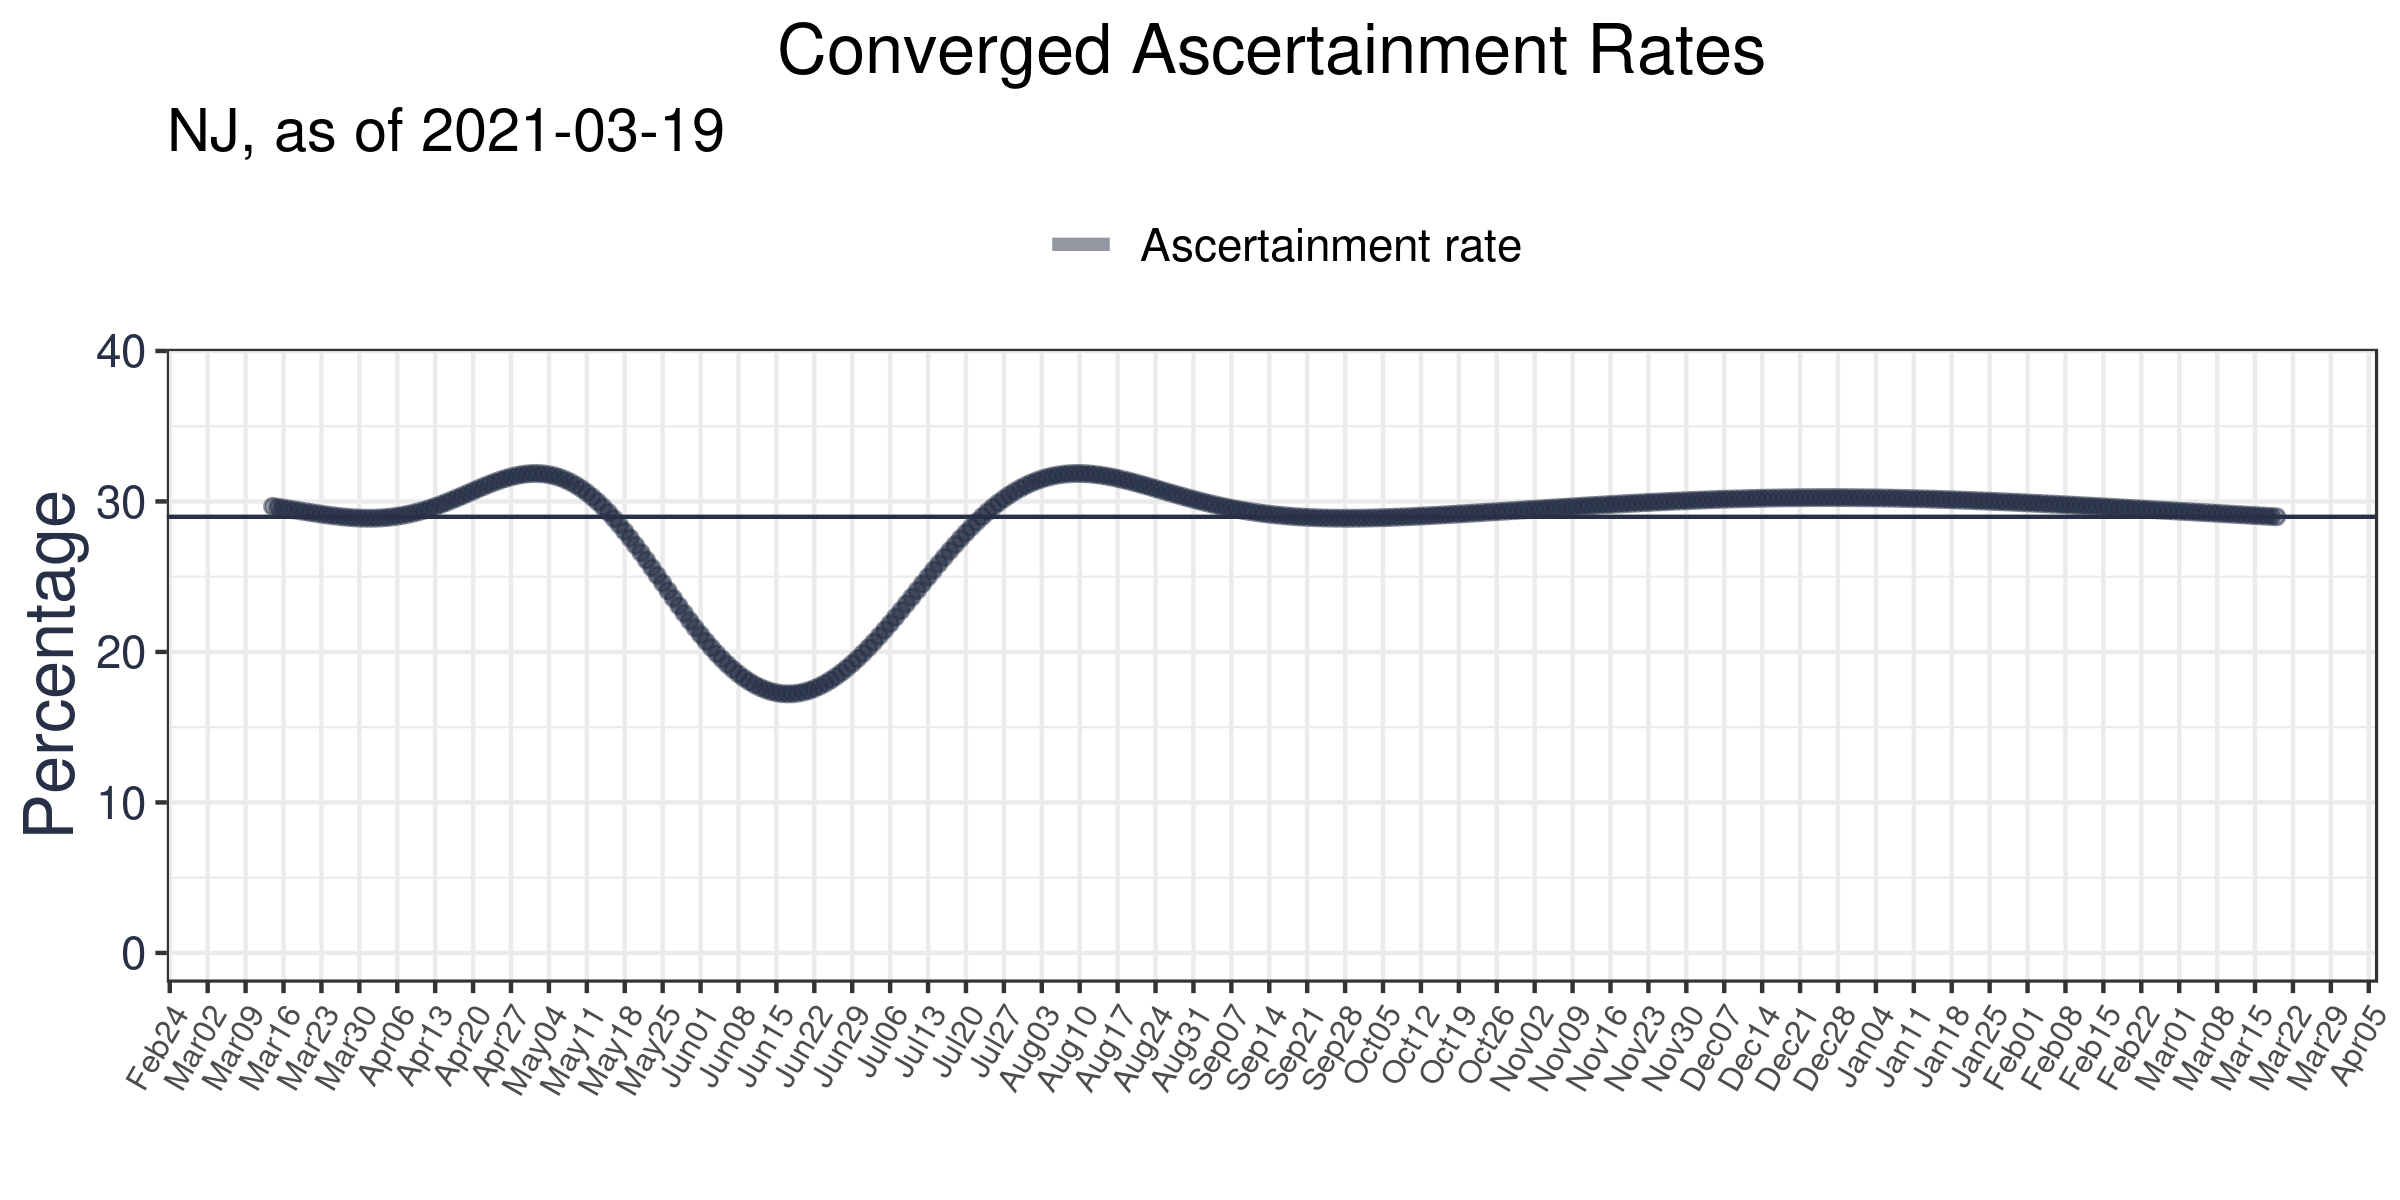 Converged Ascertainment Rates
NJ, as of 2021-03-19
Ascertainment rate
Percentage
40
30
20
10
0
Feb24
Mar02
Mar09
Mar16
Mar23
Mar30
Apr06
Apr13
Apr20
Apr27
May04
May11
May18
May25
Jun01
Jun08
Jun15
Jun22
Jun29
Jul06
Jul13
Jul20
Jul27
Aug03
Aug10
Aug17
Aug24
Aug31
Sep07
Sep14
Sep21
Sep28
Oct05
Oct12
Oct19
Oct26
Nov02
Nov09
Nov16
Nov23
Nov30
Dec07
Dec14
Dec21
Dec28
Jan04
Jan11
Jan18
Jan25
Feb01
Feb08
Feb15
Feb22
Mar01
Mar08
Mar15
Mar22
Mar29
Apr05